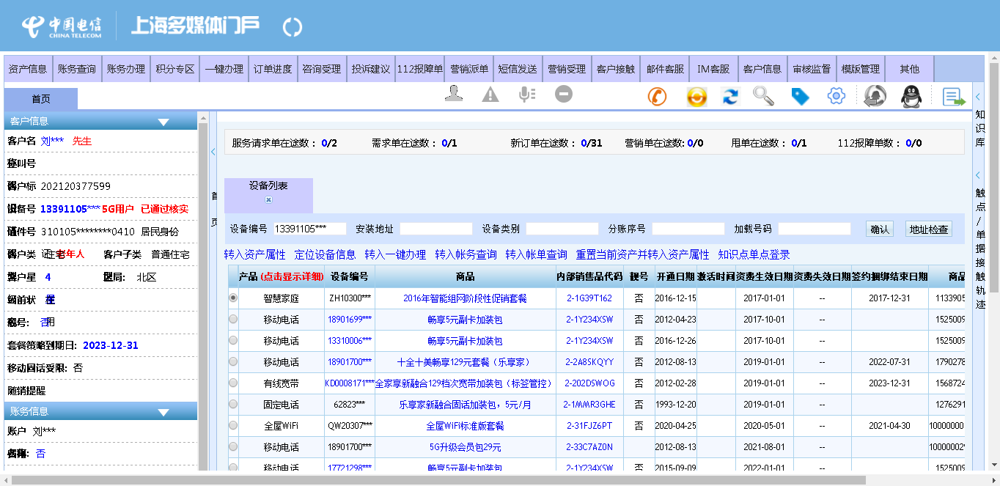 中国电信 上海多媒体门戶
CHINA TELECOM
资产信息 账务查询 账务办理 积分专区 一键办理 订单进度 咨询受理 投诉建议 112报障单 营销派单 短信发送 营销受理 客户接触 邮件客服 IM客服 客户信息 审核监督 模版管理 其他
首页
客户信息
客户名 刘*** 先生
202120377599
设备号 13391105*** 5G用户 已通过核实
证件号 310105********0410 居民身份
老年人 客户子类 普通住宅
4 北区
套餐策略到期日: 2023-12-31
移动固话受限: 否
随销提醒
账务信息
账户 刘***
否
首页
服务请求单在途数： 0/2 需求单在途数： 0/1 新订单在途数： 0/31 营销单在途数: 0/0 甩单在途数： 0/1 112报障单数： 0/0
设备列表
设备编号 13391105*** 安装地址 设备类别 分账序号 加载号码 确认 地址检查
转入资产属性 定位设备信息 转入一键办理 转入帐务查询 转入帐单查询 重置当前资产并转入资产属性 知识点单点登录
产品 (点击显示详细) 设备编号 商品 内部销售品代码 靓号 开通日期 激活时间 资费生效日期 资费失效日期 签约捆绑结束日期 商品
智慧家庭 ZH10300*** 2016年智能组网阶段性促销套餐 2-1G39T162 否 2016-12-15 2017-01-01 -- 2017-12-31 1133905
移动电话 18901699*** 畅享5元副卡加装包 2-1Y234XSW 否 2012-04-23 2017-10-01 -- 1525009
移动电话 13310006*** 畅享5元副卡加装包 2-1Y234XSW 否 2016-12-26 2017-10-01 -- 1525009
移动电话 18901700*** 十全十美畅享129元套餐（乐享家） 2-2A8SKQYY 否 2012-08-13 2019-01-01 -- 2022-07-31 1790278
有线宽带 KD0008171*** 全家享新融合129档次宽带加装包（标签管控） 2-202DSWOG 否 2012-02-28 2019-01-01 -- 2023-12-31 1568724
固定电话 62823*** 乐享家新融合固话加装包，5元/月 2-1MMR3GHE 否 1993-12-20 2019-01-01 -- 1276291
全屋WiFi QW20307*** 全屋WiFi标准版套餐 2-31FJZ6PT 否 2020-04-25 2020-05-01 -- 2021-04-30 10000000
移动电话 18901700*** 5G升级会员包29元 2-33C7AZ0N 2012-08-13 2021-08-01 -- 10000002
移动电话 17721298*** 畅享5元副卡加装包 2-1Y234XSW 否 2015-09-09 2022-01-01 -- 1525009
知识库
触点/单据接触轨迹